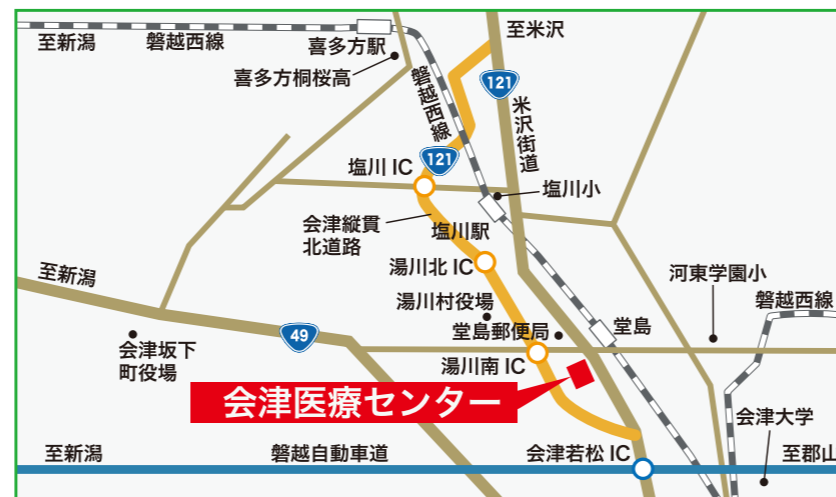 至新潟
磐越西線
喜多方駅
至米沢
喜多方桐桜高
磐越西線
121
米沢街道
121
塩川 IC
塩川小
会津縦貫
北道路
塩川駅
湯川北 IC
至新潟
河東学園小
湯川村役場
磐越西線
堂島郵便局
堂島
49
会津坂下
町役場
湯川南 IC
会津医療センター
会津大学
至新潟
磐越自動車道
会津若松 IC
至郡山